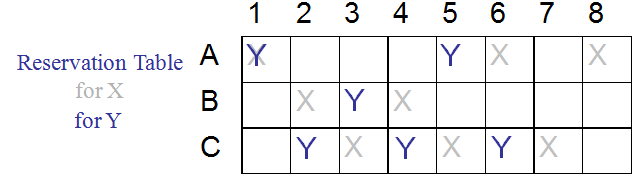 1 2 3 4 5 6 7 8
Reservation Table
for X
for Y
A X Y Y X X
B X Y X
C Y X Y X Y X